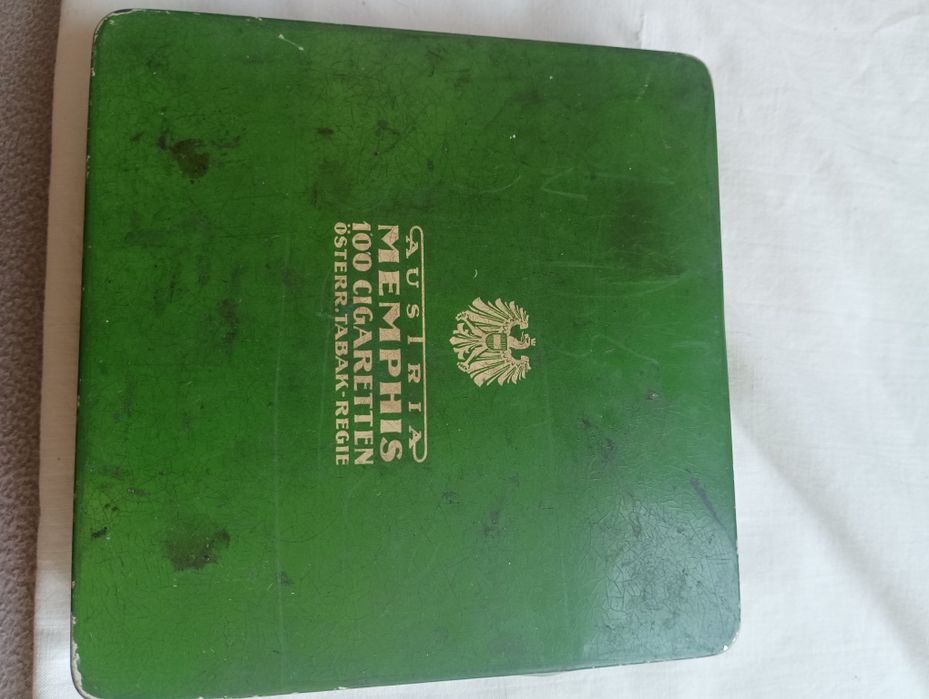 AUSTRIA
MEMPHIS
100 CIGARETTEN
ÖSTERR. TABAK-REGIE